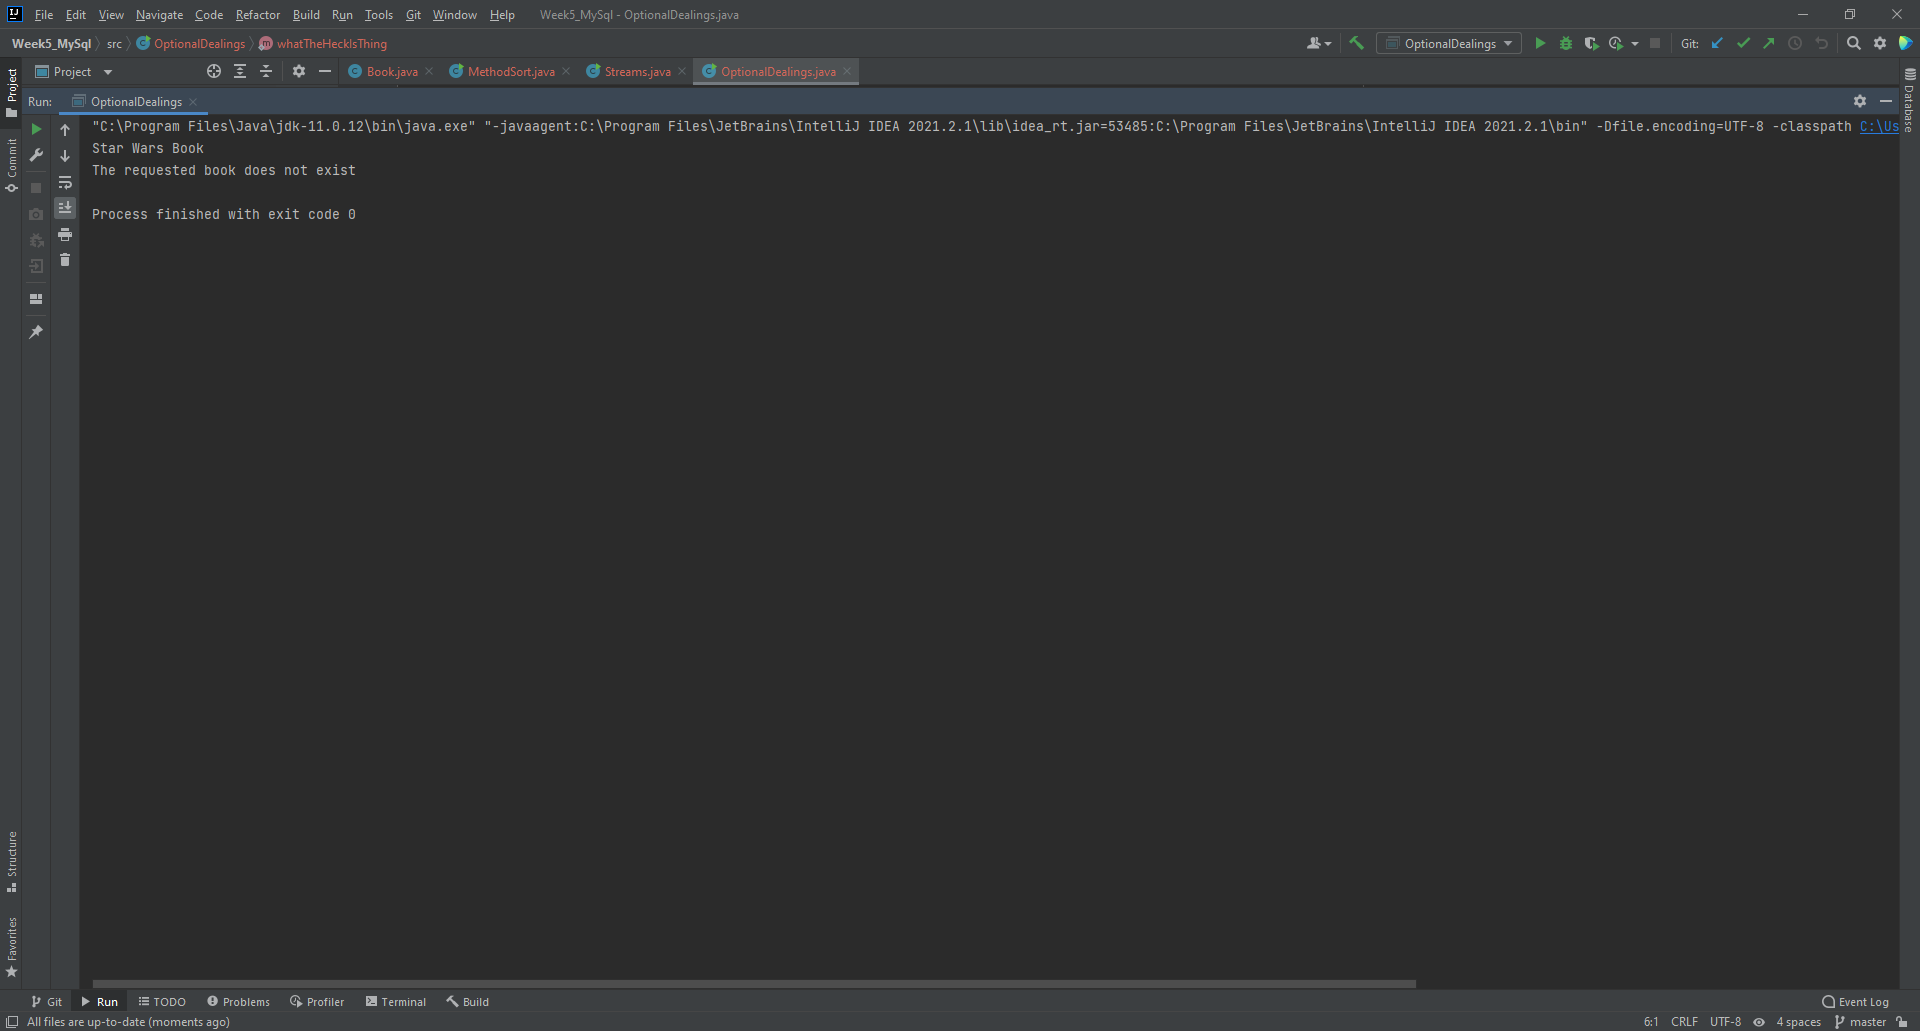 File Edit View Navigate Code Refactor Build Run Tools Git Window Help Week5_MySql - OptionalDealings.java
Week5_MySql src OptionalDealings whatTheHeckIsThing OptionalDealings Git:
Project Book.java MethodSort.java Streams.java OptionalDealings.java
Run: OptionalDealings
"C:\Program Files\Java\jdk-11.0.12\bin\java.exe" "-javaagent:C:\Program Files\JetBrains\IntelliJ IDEA 2021.2.1\lib\idea_rt.jar=53485:C:\Program Files\JetBrains\IntelliJ IDEA 2021.2.1\bin" -Dfile.encoding=UTF-8 -classpath C:\Us
Star Wars Book
The requested book does not exist
Process finished with exit code 0
Project
Commit
Structure
Favorites
Database
Git Run TODO Problems Profiler Terminal Build Event Log
All files are up-to-date (moments ago) 6:1 CRLF UTF-8 4 spaces master